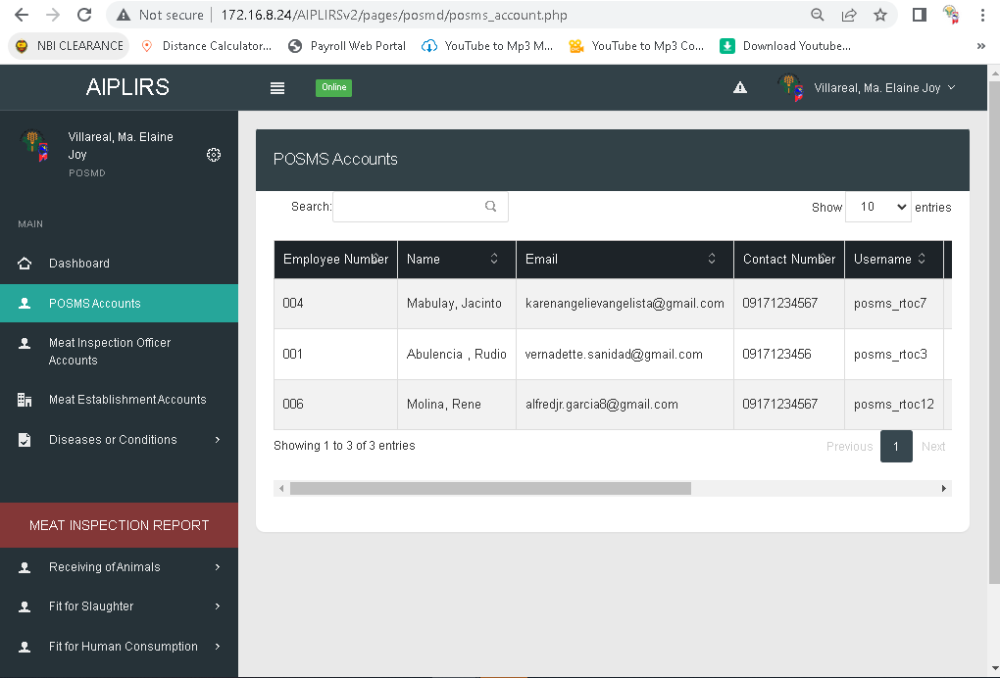 Not secure | 172.16.8.24/AIPLIRSv2/pages/posmd/posms_account.php
NBI CLEARANCE Distance Calculator... Payroll Web Portal YouTube to Mp3 M... YouTube to Mp3 Co... Download Youtube... »
AIPLIRS Online Villareal, Ma. Elaine Joy
Villareal, Ma. Elaine
Joy
POSMD
MAIN
Dashboard
POSMS Accounts
Meat Inspection Officer
Accounts
Meat Establishment Accounts
Diseases or Conditions
MEAT INSPECTION REPORT
Receiving of Animals
Fit for Slaughter
Fit for Human Consumption
POSMS Accounts
Search: Show 10 entries
Employee Number Name Email Contact Number Username
004 Mabulay, Jacinto karenangelievangelista@gmail.com 09171234567 posms_rtoc7
001 Abulencia , Rudio vernadette.sanidad@gmail.com 0917123456 posms_rtoc3
006 Molina, Rene alfredjr.garcia8@gmail.com 09171234567 posms_rtoc12
Showing 1 to 3 of 3 entries Previous 1 Next